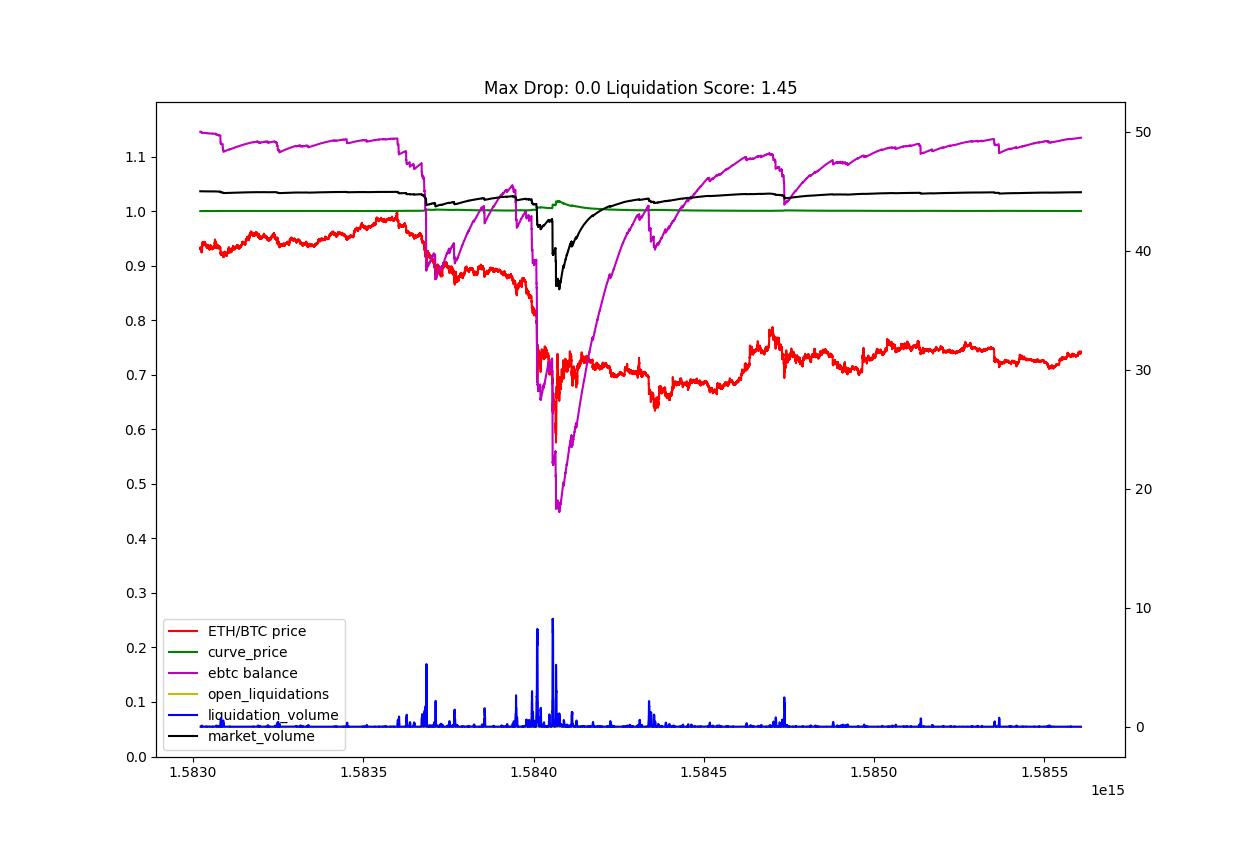 Max Drop: 0.0 Liquidation Score: 1.45
1.1
1.0
0.9
0.8
0.7
0.6
0.5
0.4
0.3
0.2
0.1
0.0
50
40
30
20
10
0
ETH/BTC price
curve_price
ebtc balance
open_liquidations
liquidation_volume
market_volume
1.5830 1.5835 1.5840 1.5845 1.5850 1.5855
1e15